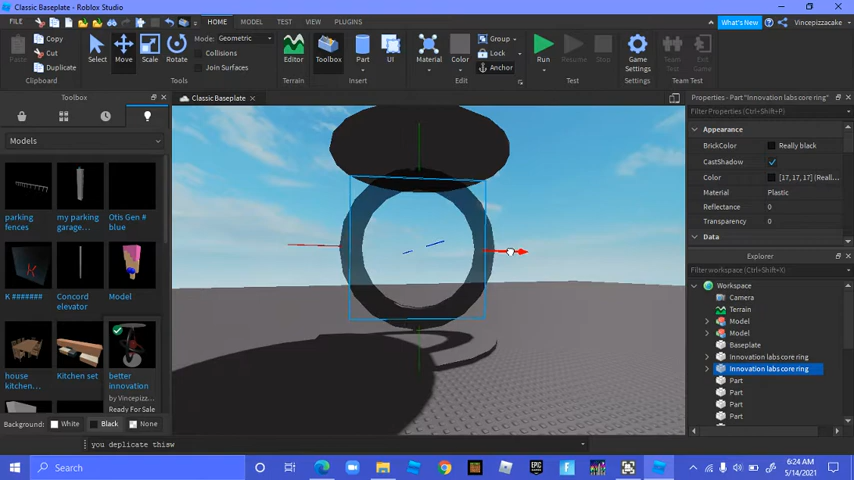 Classic Baseplate - Roblox Studio
FILE
HOME
MODEL
TEST
VIEW
PLUGINS
What's New
Vincepizzacake
Paste
Copy
Cut
Duplicate
Clipboard
Select
Move
Scale
Rotate
Mode: Geometric
Collisions
Join Surfaces
Tools
Editor
Terrain
Toolbox
Part
UI
Insert
Material
Color
Group
Lock
Anchor
Edit
Run
Resume
Stop
Test
Game
Settings
Settings
Team
Test
Exit
Game
Team Test
Toolbox
Models
parking
fences
my parking
garage...
Otis Gen #
blue
K #######
Concord
elevator
Model
house
kitchen...
Kitchen set
better
innovation
by Vincepizz...
Ready For Sale
Background:
White
Black
None
Classic Baseplate
Properties - Part "Innovation labs core ring"
Filter Properties (Ctrl+Shift+P)
Appearance
BrickColor
Really black
CastShadow
Color
[17, 17, 17] (Reall...
Material
Plastic
Reflectance
0
Transparency
0
Data
Explorer
Filter workspace (Ctrl+Shift+X)
Workspace
Camera
Terrain
Model
Model
Baseplate
Innovation labs core ring
Innovation labs core ring
Part
Part
Part
Part
you duplicate thisw
Search
6:24 AM
5/14/2021